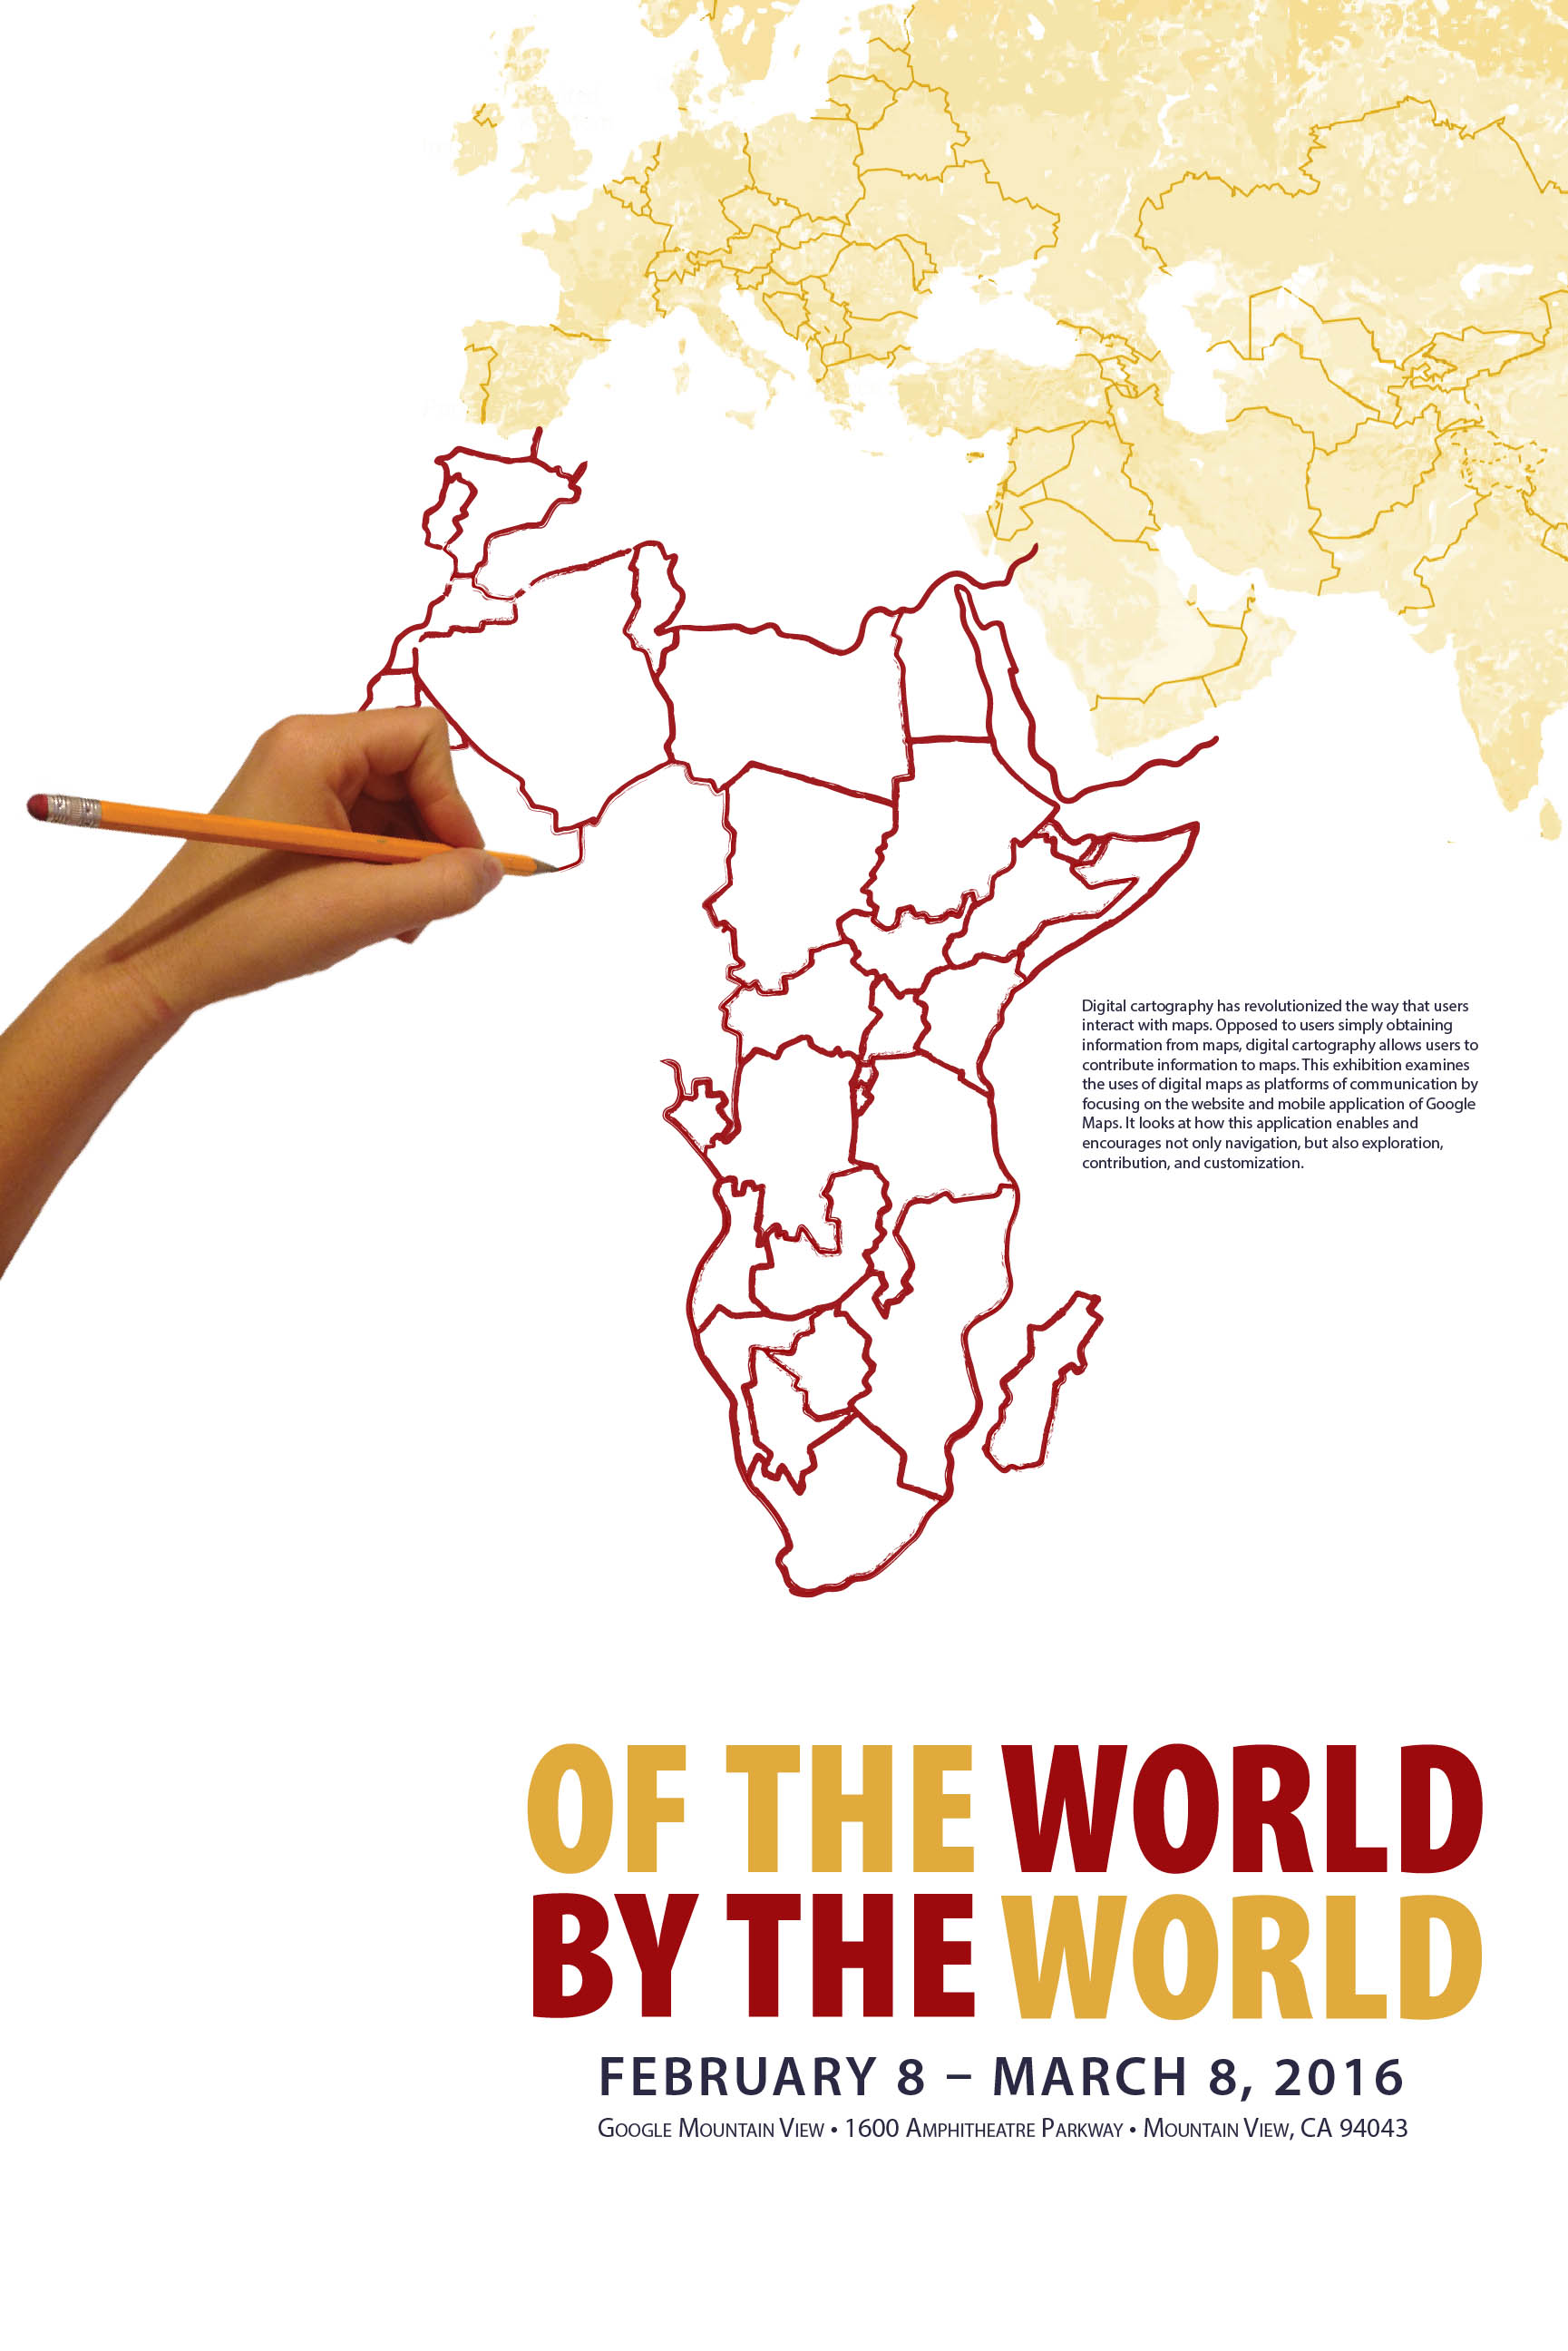 Digital cartography has revolutionized the way that users
interact with maps. Opposed to users simply obtaining
information from maps, digital cartography allows users to
contribute information to maps. This exhibition examines
the uses of digital maps as platforms of communication by
focusing on the website and mobile application of Google
Maps. It looks at how this application enables and
encourages not only navigation, but also exploration,
contribution, and customization.
OF THE WORLD
BY THE WORLD
FEBRUARY 8 – MARCH 8, 2016
Google Mountain View • 1600 Amphitheatre Parkway • Mountain View, CA 94043